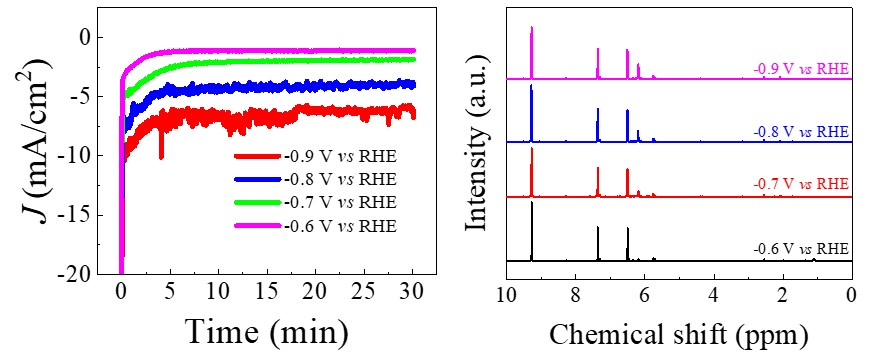 0
-5
-10
-15
-20
J (mA/cm²)
-0.9 V vs RHE
-0.8 V vs RHE
-0.7 V vs RHE
-0.6 V vs RHE
0 5 10 15 20 25 30
Time (min)
Intensity (a.u.)
-0.9 V vs RHE
-0.8 V vs RHE
-0.7 V vs RHE
-0.6 V vs RHE
10 8 6 4 2 0
Chemical shift (ppm)